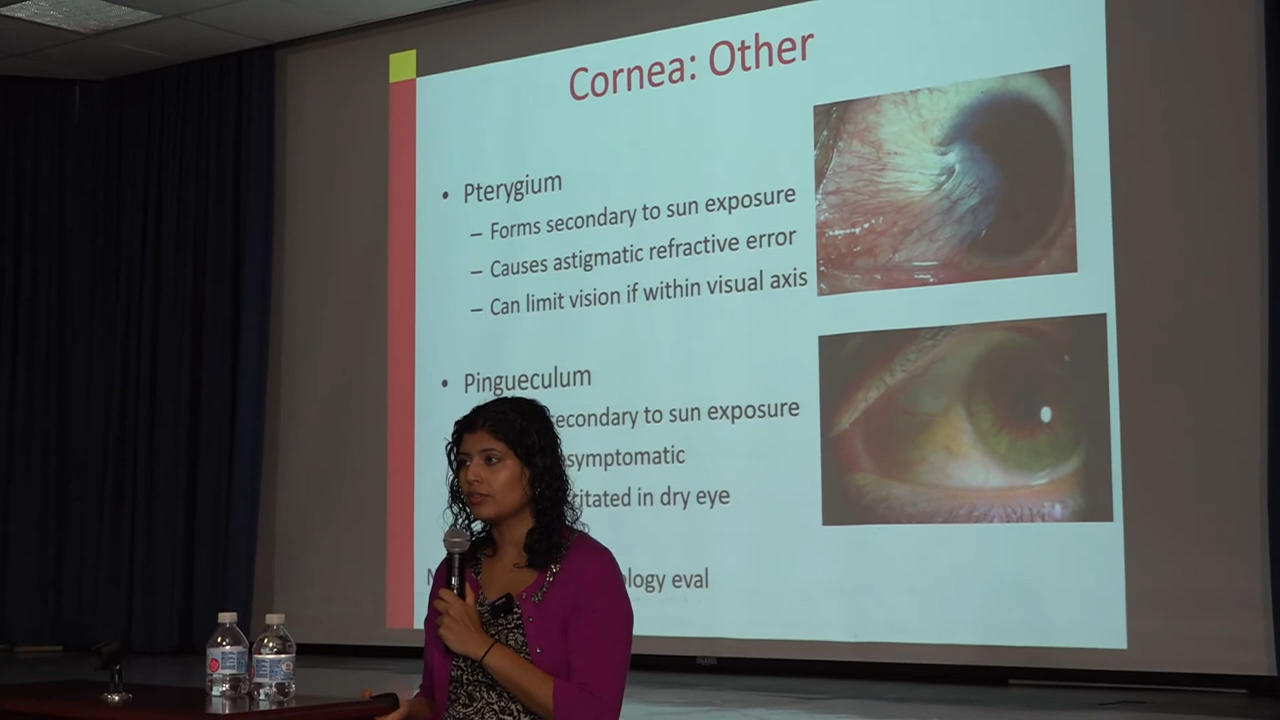 Cornea: Other
• Pterygium
– Forms secondary to sun exposure
– Causes astigmatic refractive error
– Can limit vision if within visual axis
• Pingueculum
secondary to sun exposure
symptomatic
ritated in dry eye
ology eval